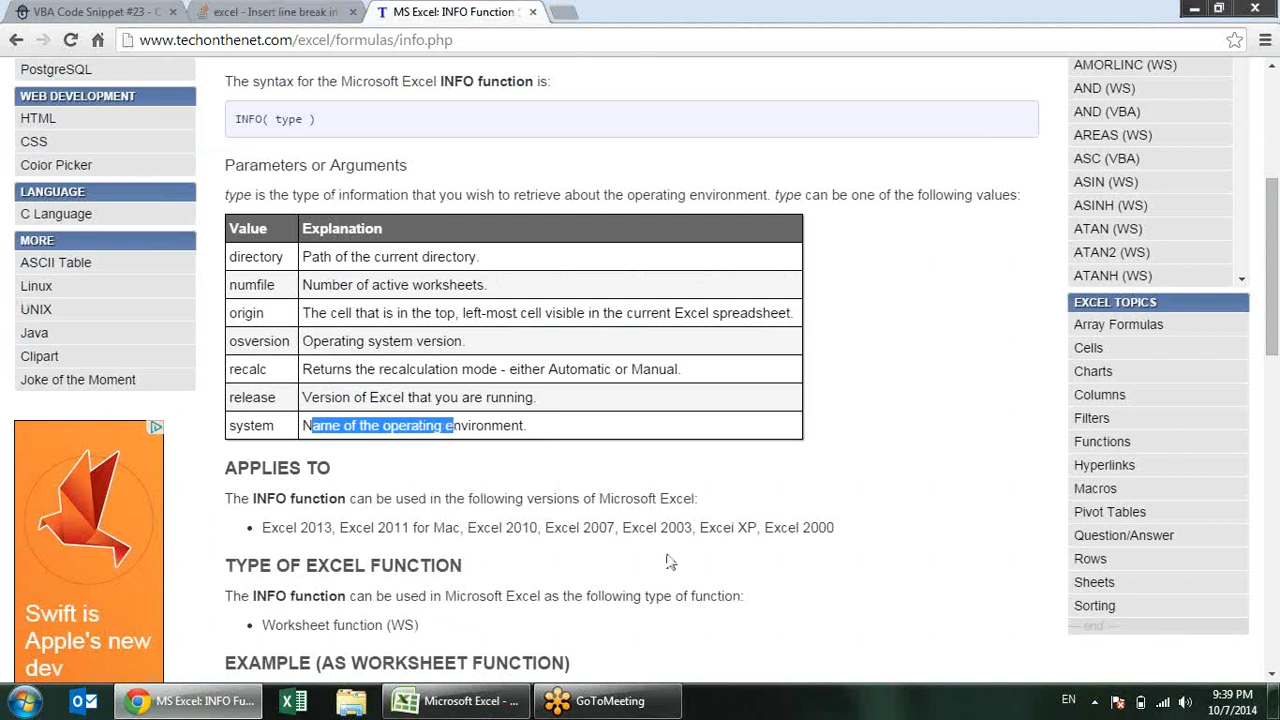 VBA Code Snippet #23 - C
excel - Insert line break in
MS Excel: INFO Function
www.techonthenet.com/excel/formulas/info.php
PostgreSQL
WEB DEVELOPMENT
HTML
CSS
Color Picker
LANGUAGE
C Language
MORE
ASCII Table
Linux
UNIX
Java
Clipart
Joke of the Moment
Swift is
Apple's new
dev
The syntax for the Microsoft Excel INFO function is:
INFO( type )
Parameters or Arguments
type is the type of information that you wish to retrieve about the operating environment. type can be one of the following values:
Value Explanation
directory Path of the current directory.
numfile Number of active worksheets.
origin The cell that is in the top, left-most cell visible in the current Excel spreadsheet.
osversion Operating system version.
recalc Returns the recalculation mode - either Automatic or Manual.
release Version of Excel that you are running.
system Name of the operating environment.
APPLIES TO
The INFO function can be used in the following versions of Microsoft Excel:
• Excel 2013, Excel 2011 for Mac, Excel 2010, Excel 2007, Excel 2003, Excel XP, Excel 2000
TYPE OF EXCEL FUNCTION
The INFO function can be used in Microsoft Excel as the following type of function:
• Worksheet function (WS)
EXAMPLE (AS WORKSHEET FUNCTION)
AMORLINC (WS)
AND (WS)
AND (VBA)
AREAS (WS)
ASC (VBA)
ASIN (WS)
ASINH (WS)
ATAN (WS)
ATAN2 (WS)
ATANH (WS)
EXCEL TOPICS
Array Formulas
Cells
Charts
Columns
Filters
Functions
Hyperlinks
Macros
Pivot Tables
Question/Answer
Rows
Sheets
Sorting
--- end ---
MS Excel: INFO Fu...
Microsoft Excel - ...
GoToMeeting
EN
9:39 PM
10/7/2014